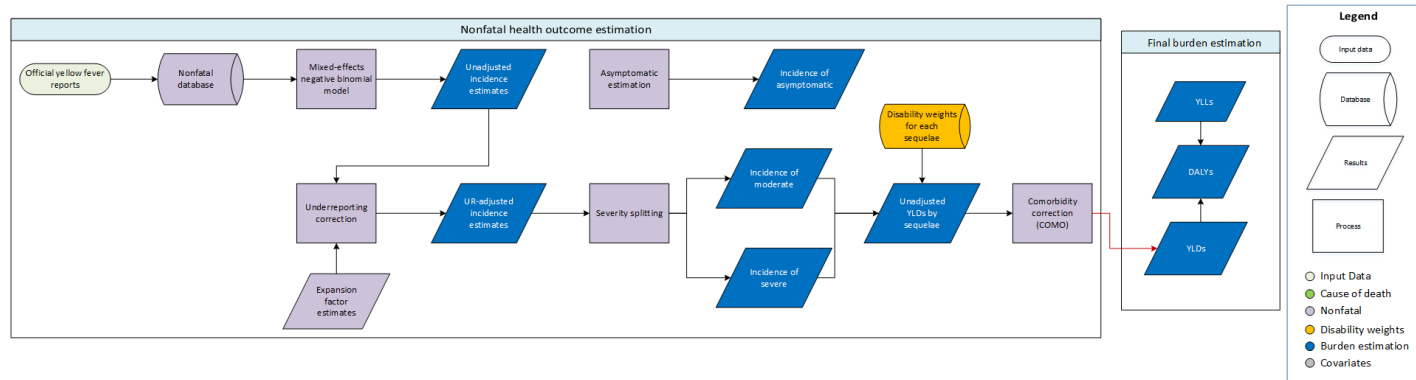 Nonfatal health outcome estimation
Official yellow fever
reports
Nonfatal
database
Mixed-effects
negative binomial
model
Unadjusted
incidence
estimates
Asymptomatic
estimation
Incidence of
asymptomatic
Disability weights
for each
sequelae
Underreporting
correction
UR-adjusted
incidence
estimates
Severity splitting
Incidence of
moderate
Incidence of
severe
Unadjusted
YLDs by
sequelae
Comorbidity
correction
(COMO)
Expansion
factor
estimates
Final burden estimation
YLLs
DALYs
YLDs
Legend
Input data
Database
Results
Process
Input Data
Cause of death
Nonfatal
Disability weights
Burden estimation
Covariates